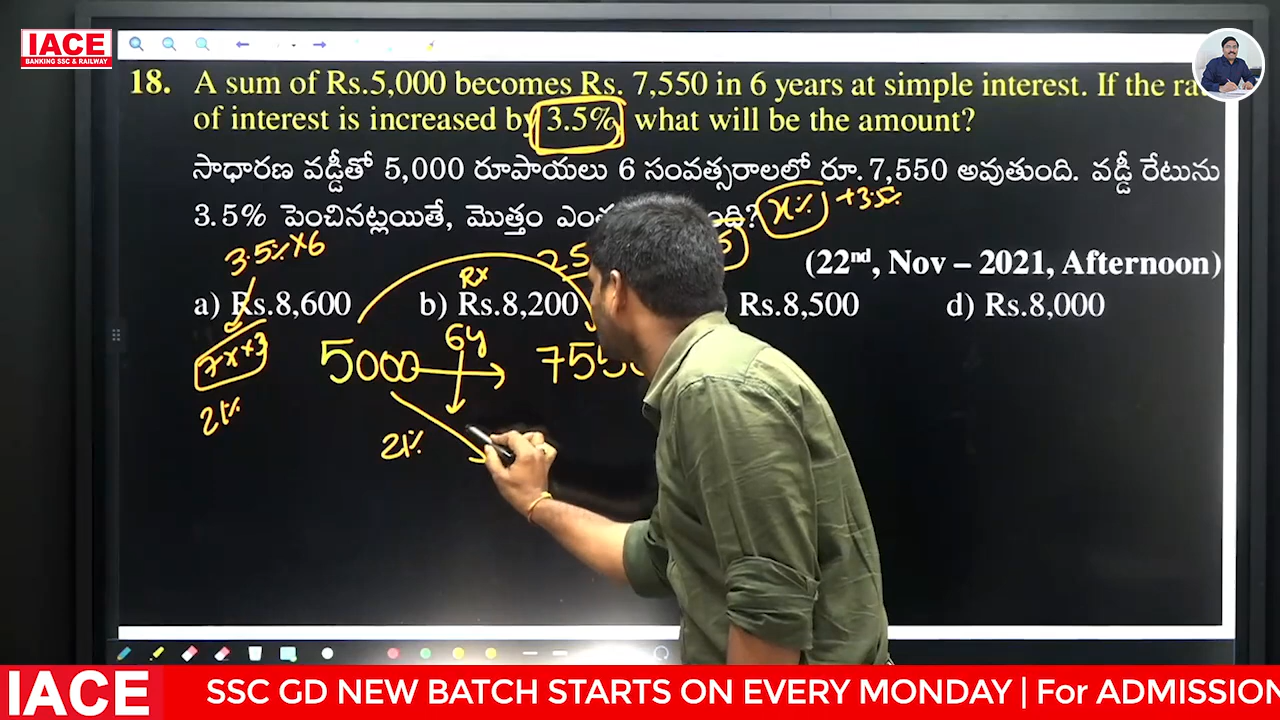 IACE
BANKING SSC & RAILWAY
18. A sum of Rs.5,000 becomes Rs. 7,550 in 6 years at simple interest. If the
of interest is increased by 3.5%, what will be the amount?
సాధారణ వడ్డీతో 5,000 రూపాయలు 6 సంవత్సరాలలో రూ.7,550 అవుతుంది. వడ్డీ రేటును
3.5% పెంచినట్లయితే, మొత్తం
x% +3.5%
3.5% x 6
(22nd, Nov – 2021, Afternoon)
a) Rs.8,600 b) Rs.8,200 Rs.8,500 d) Rs.8,000
6y
5000
21%
21%
IACE SSC GD NEW BATCH STARTS ON EVERY MONDAY | For